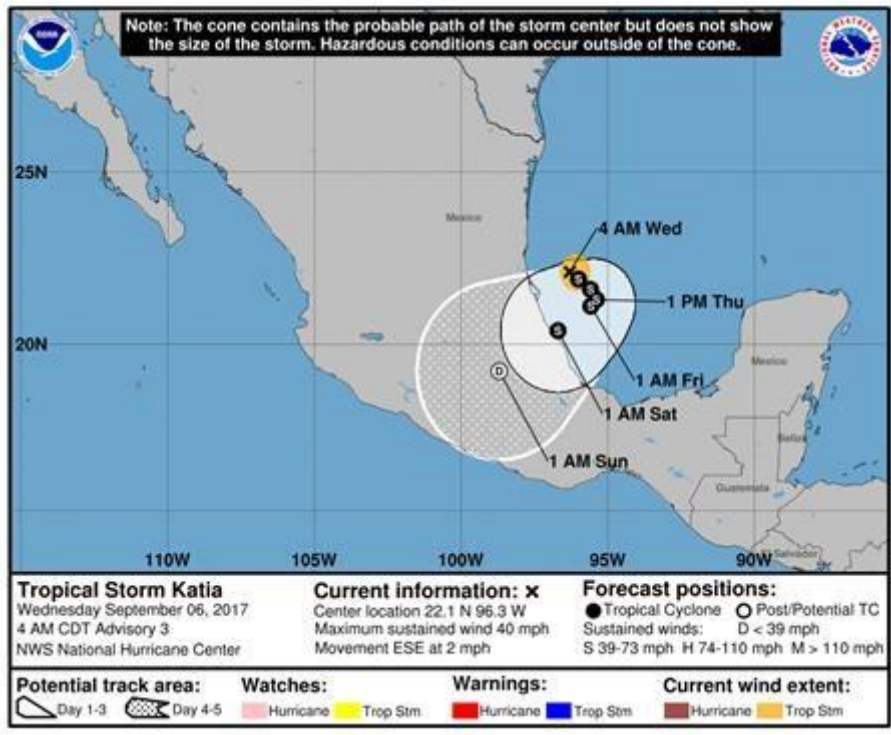 Note: The cone contains the probable path of the storm center but does not show
the size of the storm. Hazardous conditions can occur outside of the cone.
NOAA
NATIONAL WEATHER SERVICE
25N
Mexico
4 AM Wed
1 PM Thu
20N
Mexico
D
S
S
S
S
S
1 AM Fri
1 AM Sat
1 AM Sun
Belize
Guatemala
El Salvador
110W 105W 100W 95W 90W
Tropical Storm Katia
Wednesday September 06, 2017
4 AM CDT Advisory 3
NWS National Hurricane Center
Current information: x
Center location 22.1 N 96.3 W
Maximum sustained wind 40 mph
Movement ESE at 2 mph
Forecast positions:
Tropical Cyclone Post/Potential TC
Sustained winds: D < 39 mph
S 39-73 mph H 74-110 mph M > 110 mph
Potential track area:
Day 1-3 Day 4-5
Watches:
Hurricane Trop Stm
Warnings:
Hurricane Trop Stm
Current wind extent:
Hurricane Trop Stm